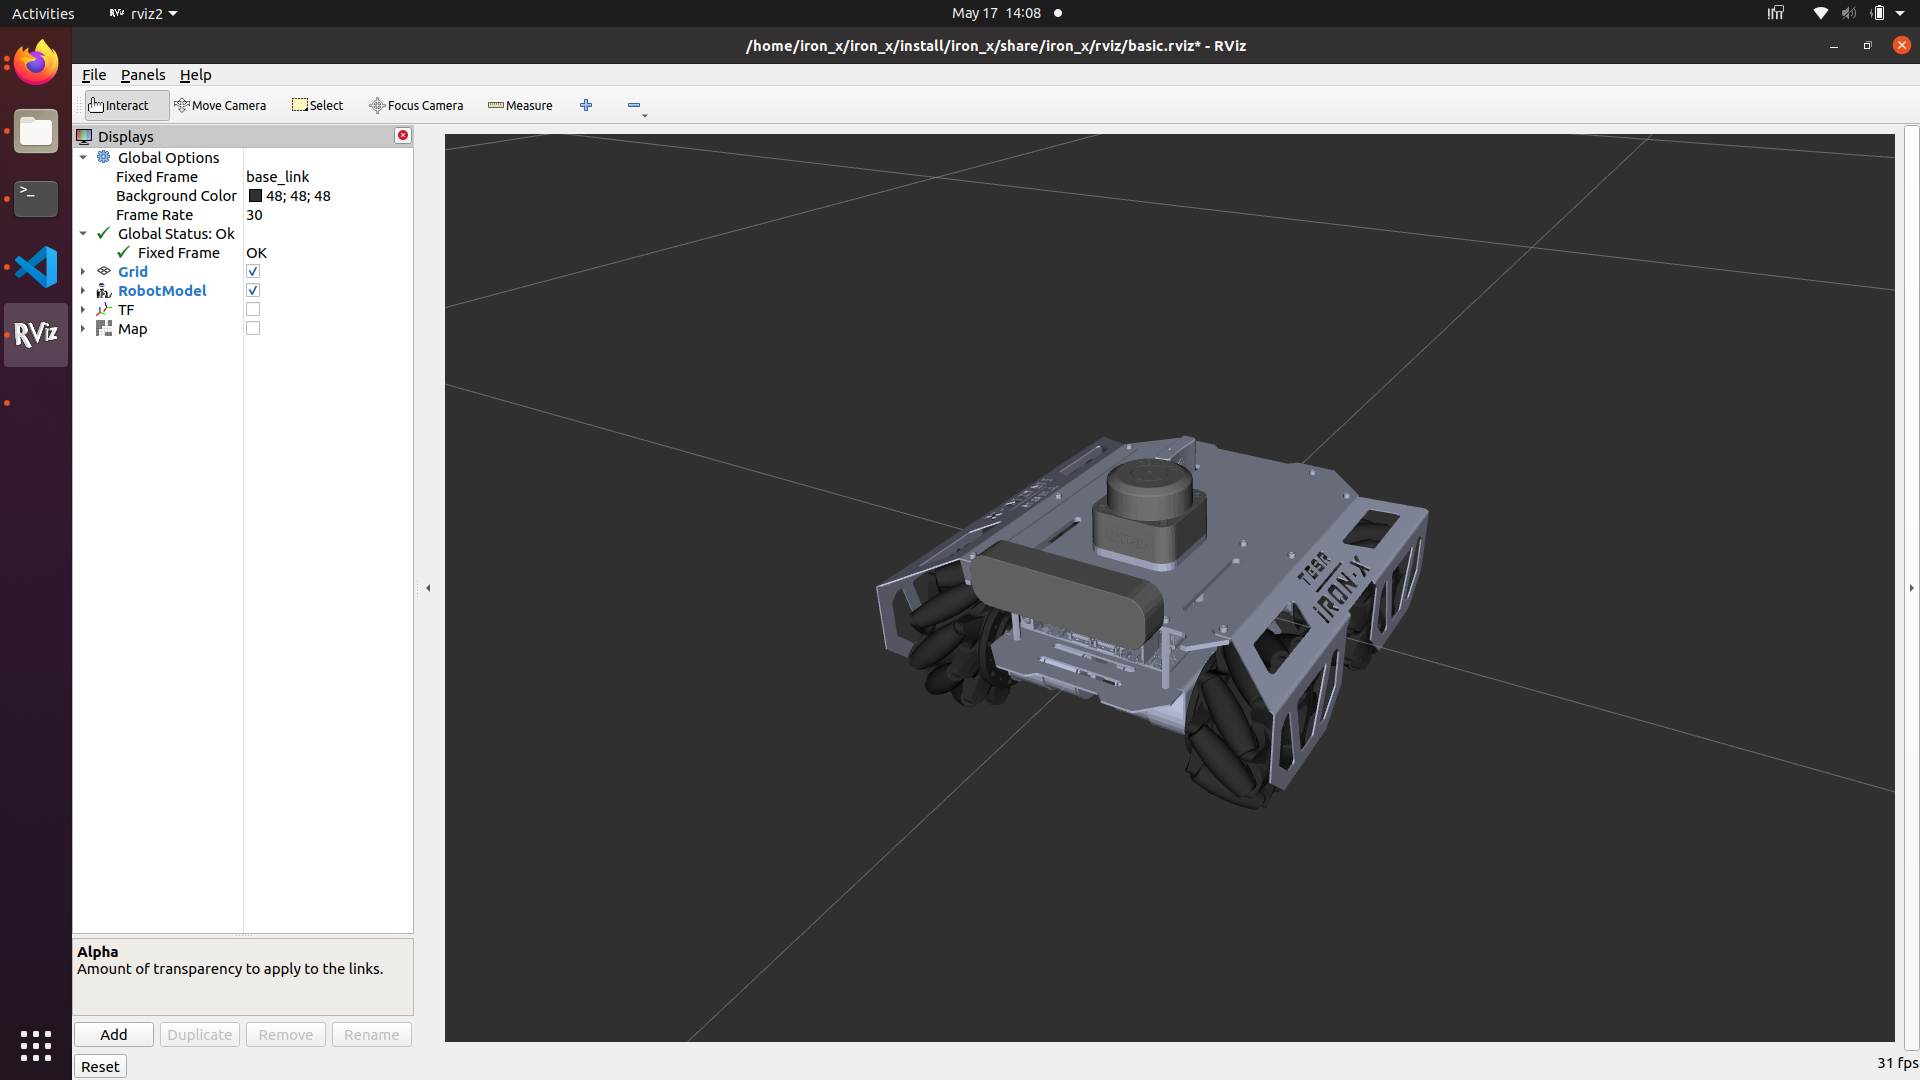 Activities
RViz rviz2
May 17 14:08
/home/iron_x/iron_x/install/iron_x/share/iron_x/rviz/basic.rviz* - RViz
File Panels Help
Interact Move Camera Select Focus Camera Measure
Displays
Global Options
Fixed Frame base_link
Background Color 48; 48; 48
Frame Rate 30
Global Status: Ok
Fixed Frame OK
Grid
RobotModel
TF
Map
RViz
TBSR
IRON-X
Alpha
Amount of transparency to apply to the links.
Add Duplicate Remove Rename
Reset
31 fps